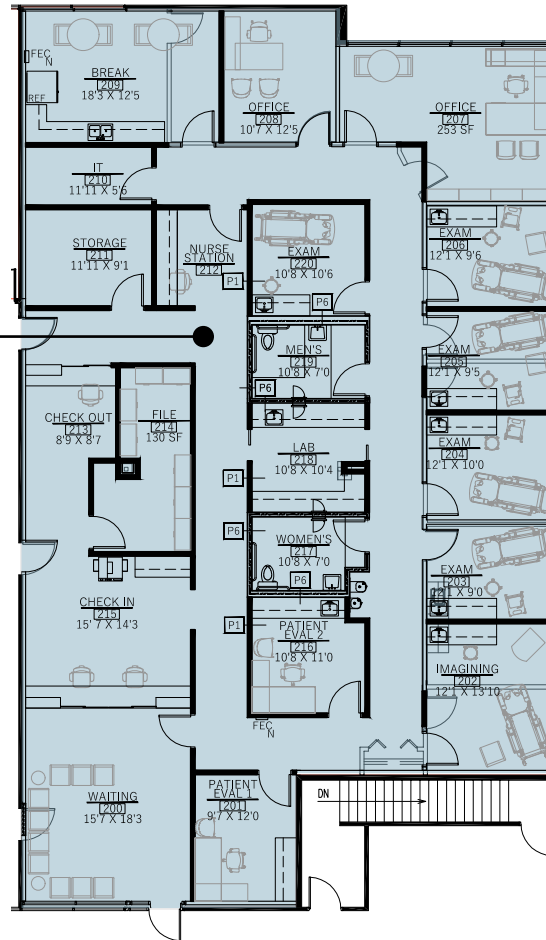 BREAK
209
18'3 X 12'5
FEC
N
REF
OFFICE
208
10'7 X 12'5
OFFICE
207
253 SF
IT
210
11'11 X 5'6
STORAGE
211
11'11 X 9'1
NURSE
STATION
212
P1
EXAM
220
10'8 X 10'6
P6
EXAM
206
12'1 X 9'6
MEN'S
219
10'8 X 7'0
P6
EXAM
205
12'1 X 9'5
CHECK OUT
213
8'9 X 8'7
FILE
214
130 SF
LAB
218
10'8 X 10'4
P1
EXAM
204
12'1 X 10'0
P6
WOMEN'S
217
10'8 X 7'0
P6
EXAM
203
12'1 X 9'0
CHECK IN
215
15' 7 X 14'3
P1
PATIENT
EVAL 2
216
10'8 X 11'0
IMAGINING
202
12'1 X 13'10
FEC
N
WAITING
200
15'7 X 18'3
PATIENT
EVAL 1
201
9'7 X 12'0
DN